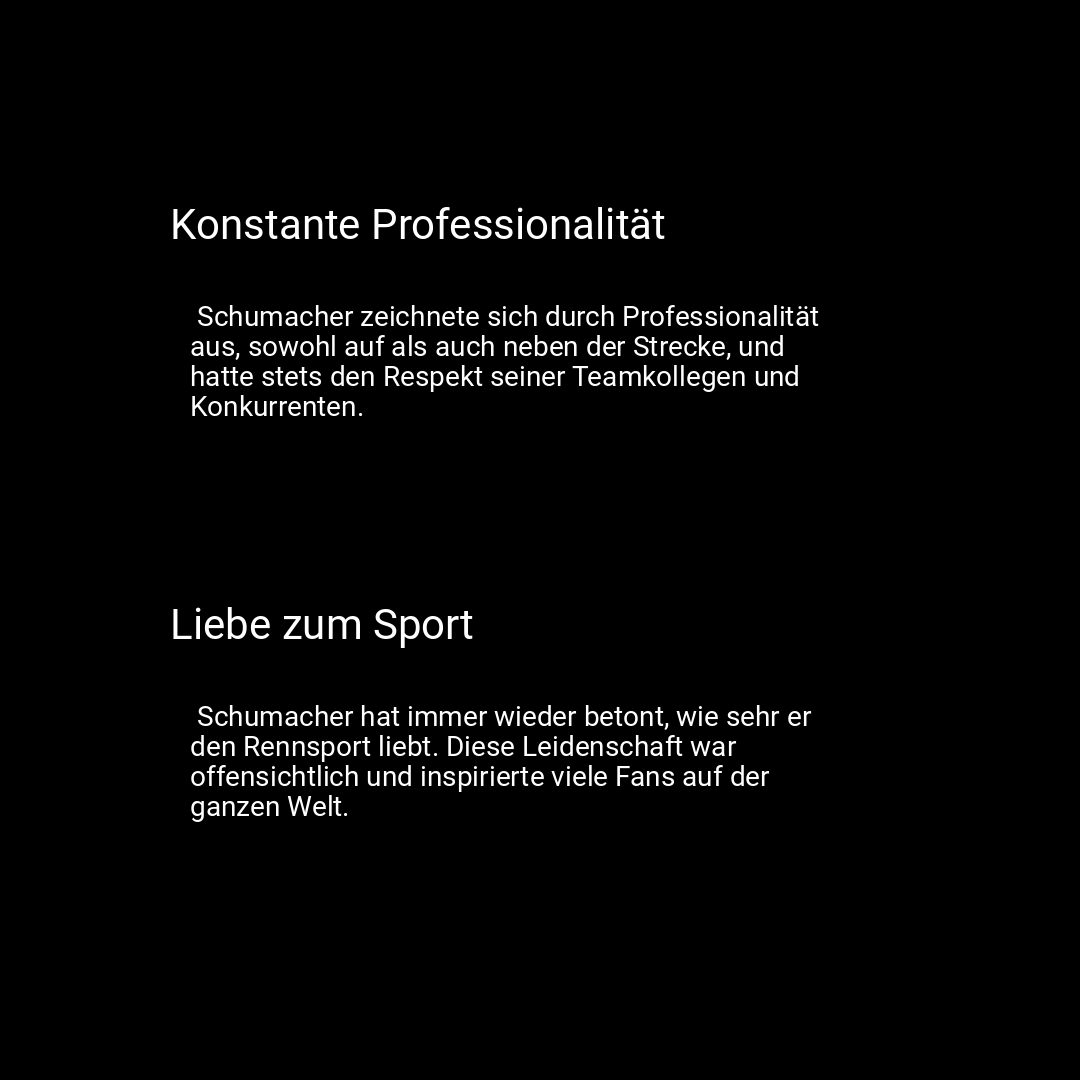 Konstante Professionalität
Schumacher zeichnete sich durch Professionalität
aus, sowohl auf als auch neben der Strecke, und
hatte stets den Respekt seiner Teamkollegen und
Konkurrenten.
Liebe zum Sport
Schumacher hat immer wieder betont, wie sehr er
den Rennsport liebt. Diese Leidenschaft war
offensichtlich und inspirierte viele Fans auf der
ganzen Welt.